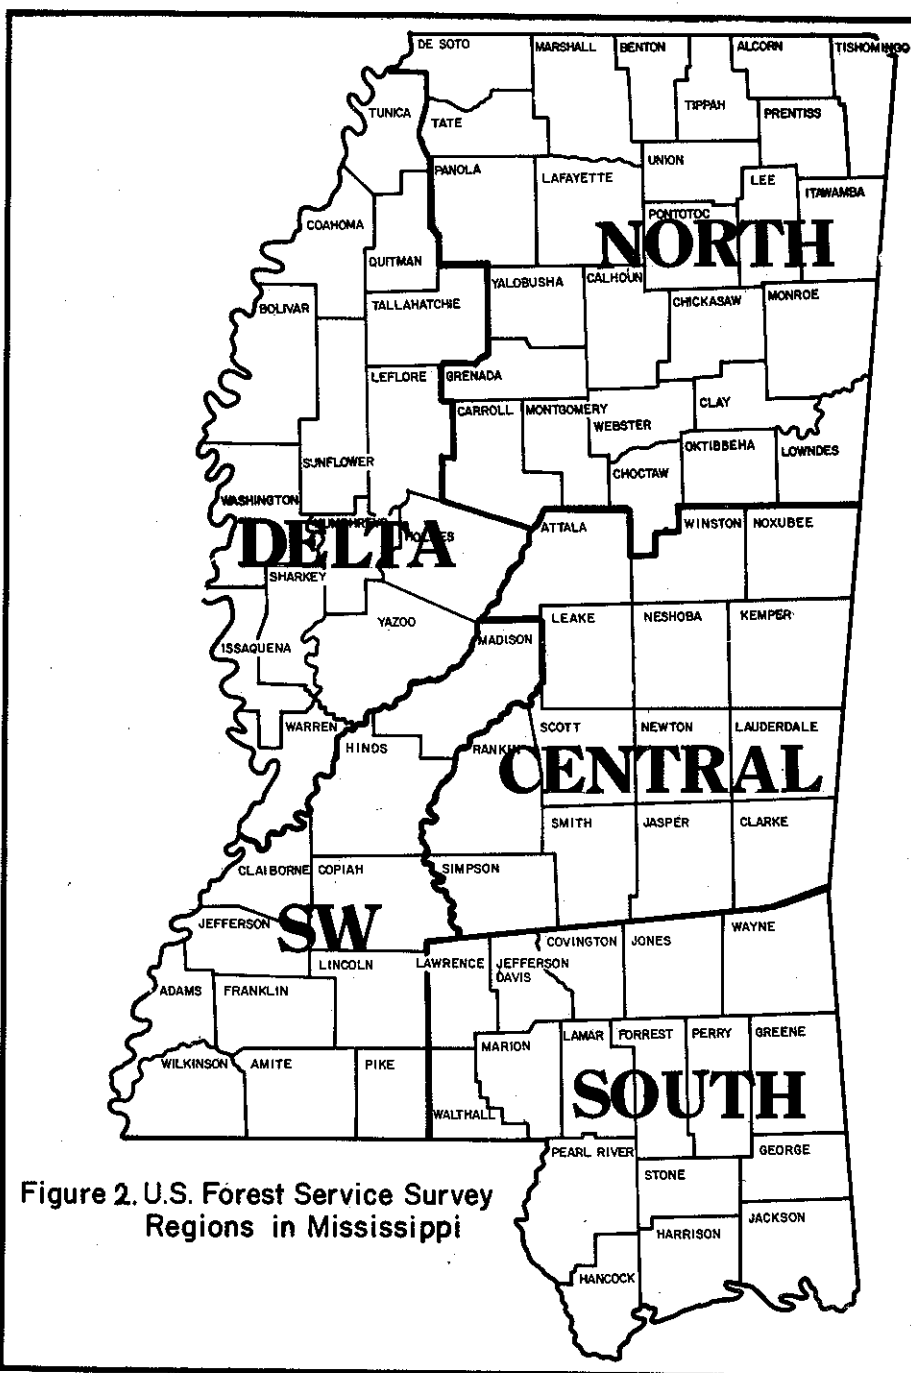 DE SOTO
MARSHALL
BENTON
ALCORN
TISHOMINGO
TUNICA
TATE
TIPPAH
PRENTISS
PANOLA
LAFAYETTE
UNION
LEE
ITAWAMBA
COAHOMA
PONTOTOC
NORTH
QUITMAN
YALOBUSHA
CALHOUN
BOLIVAR
TALLAHATCHIE
CHICKASAW
MONROE
LEFLORE
GRENADA
CARROLL
MONTGOMERY
WEBSTER
CLAY
SUNFLOWER
CHOCTAW
OKTIBBEHA
LOWNDES
WASHINGTON
HUMPHREYS
HOLMES
DELTA
ATTALA
WINSTON
NOXUBEE
SHARKEY
YAZOO
LEAKE
NESHOBA
KEMPER
ISSAQUENA
MADISON
WARREN
HINDS
RANKIN
SCOTT
NEWTON
LAUDERDALE
CENTRAL
SMITH
JASPER
CLARKE
CLAIBORNE
COPIAH
SIMPSON
JEFFERSON
SW
LINCOLN
LAWRENCE
JEFFERSON
DAVIS
COVINGTON
JONES
WAYNE
ADAMS
FRANKLIN
MARION
LAMAR
FORREST
PERRY
GREENE
WILKINSON
AMITE
PIKE
WALTHALL
SOUTH
PEARL RIVER
GEORGE
STONE
HARRISON
JACKSON
HANCOCK
Figure 2. U.S. Forest Service Survey
Regions in Mississippi